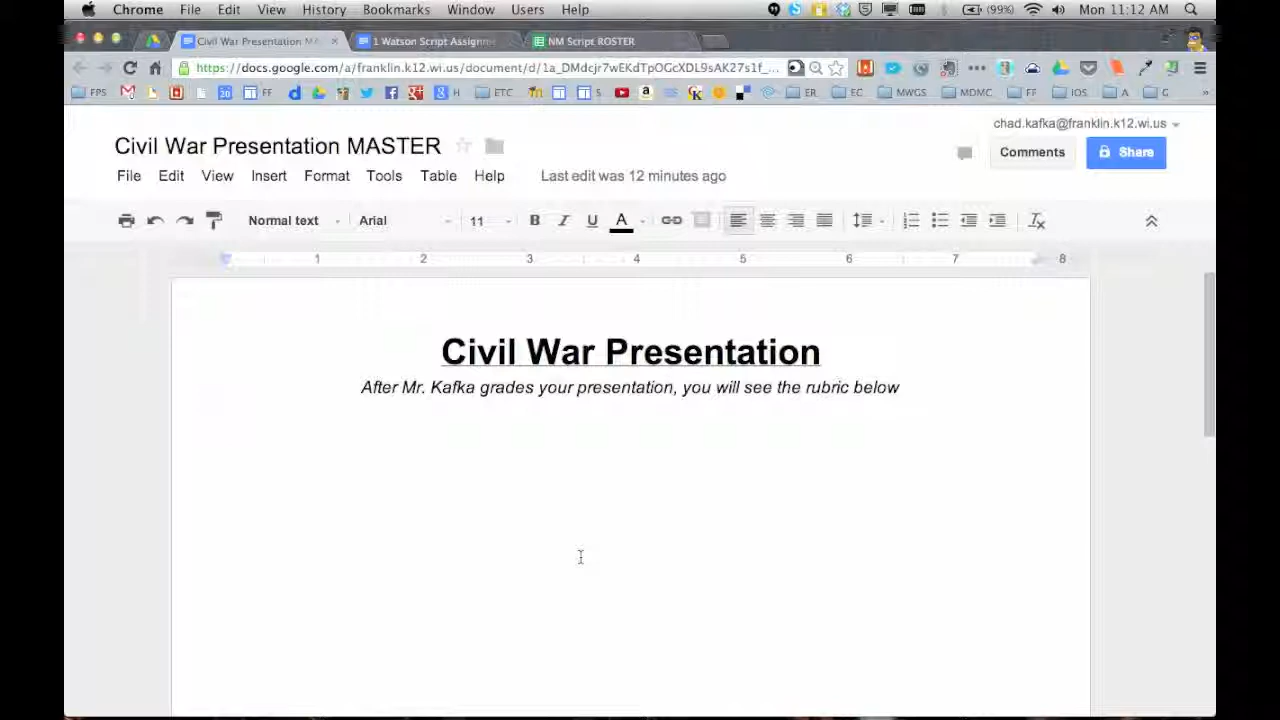 Chrome File Edit View History Bookmarks Window Users Help (99%) Mon 11:12 AM
Civil War Presentation MA 1 Watson Script Assignme NM Script ROSTER
https://docs.google.com/a/franklin.k12.wi.us/document/d/1a_DMdcjr7wEKdTpOGcXDL9sAK27s1f_...
FPS FF H ETC S ER EC MWGS MDMC FF IOS A G »
chad.kafka@franklin.k12.wi.us
Civil War Presentation MASTER
Comments Share
File Edit View Insert Format Tools Table Help Last edit was 12 minutes ago
Normal text Arial 11 B I U A
1 2 3 4 5 6 7 8
Civil War Presentation
After Mr. Kafka grades your presentation, you will see the rubric below